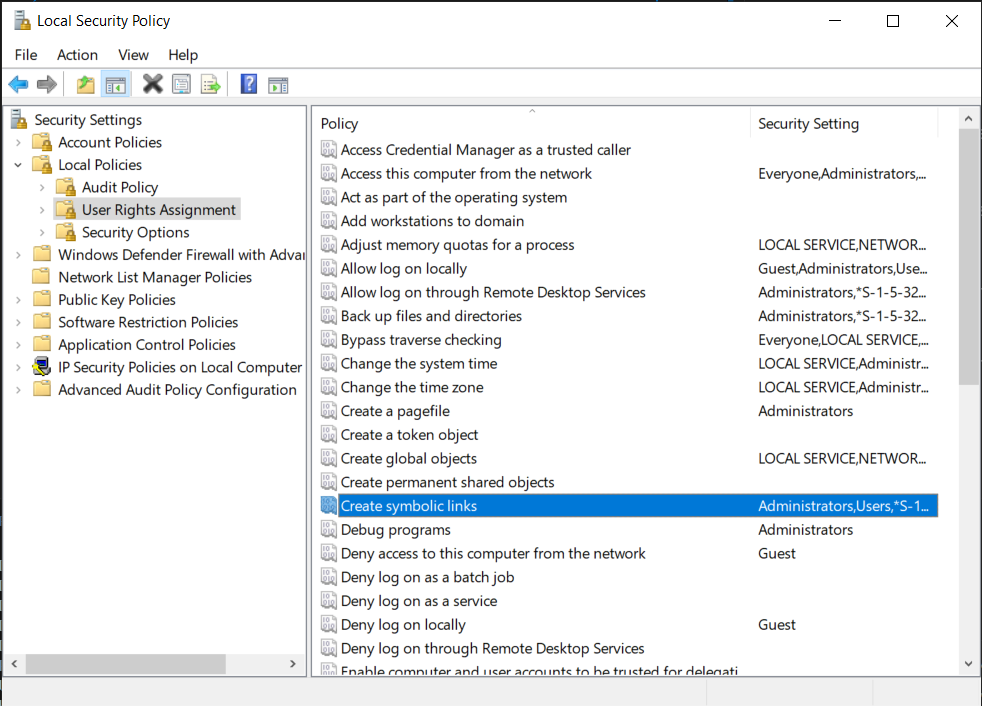 Local Security Policy
File Action View Help
Security Settings
Account Policies
Local Policies
Audit Policy
User Rights Assignment
Security Options
Windows Defender Firewall with Adva
Network List Manager Policies
Public Key Policies
Software Restriction Policies
Application Control Policies
IP Security Policies on Local Computer
Advanced Audit Policy Configuration
Policy Security Setting
Access Credential Manager as a trusted caller
Access this computer from the network Everyone,Administrators,...
Act as part of the operating system
Add workstations to domain
Adjust memory quotas for a process LOCAL SERVICE,NETWOR...
Allow log on locally Guest,Administrators,Use...
Allow log on through Remote Desktop Services Administrators,*S-1-5-32...
Back up files and directories Administrators,*S-1-5-32...
Bypass traverse checking Everyone,LOCAL SERVICE,...
Change the system time LOCAL SERVICE,Administr...
Change the time zone LOCAL SERVICE,Administr...
Create a pagefile Administrators
Create a token object
Create global objects LOCAL SERVICE,NETWOR...
Create permanent shared objects
Create symbolic links Administrators,Users,*S-1...
Debug programs Administrators
Deny access to this computer from the network Guest
Deny log on as a batch job
Deny log on as a service
Deny log on locally Guest
Deny log on through Remote Desktop Services
Enable computer and user accounts to be trusted for delegati